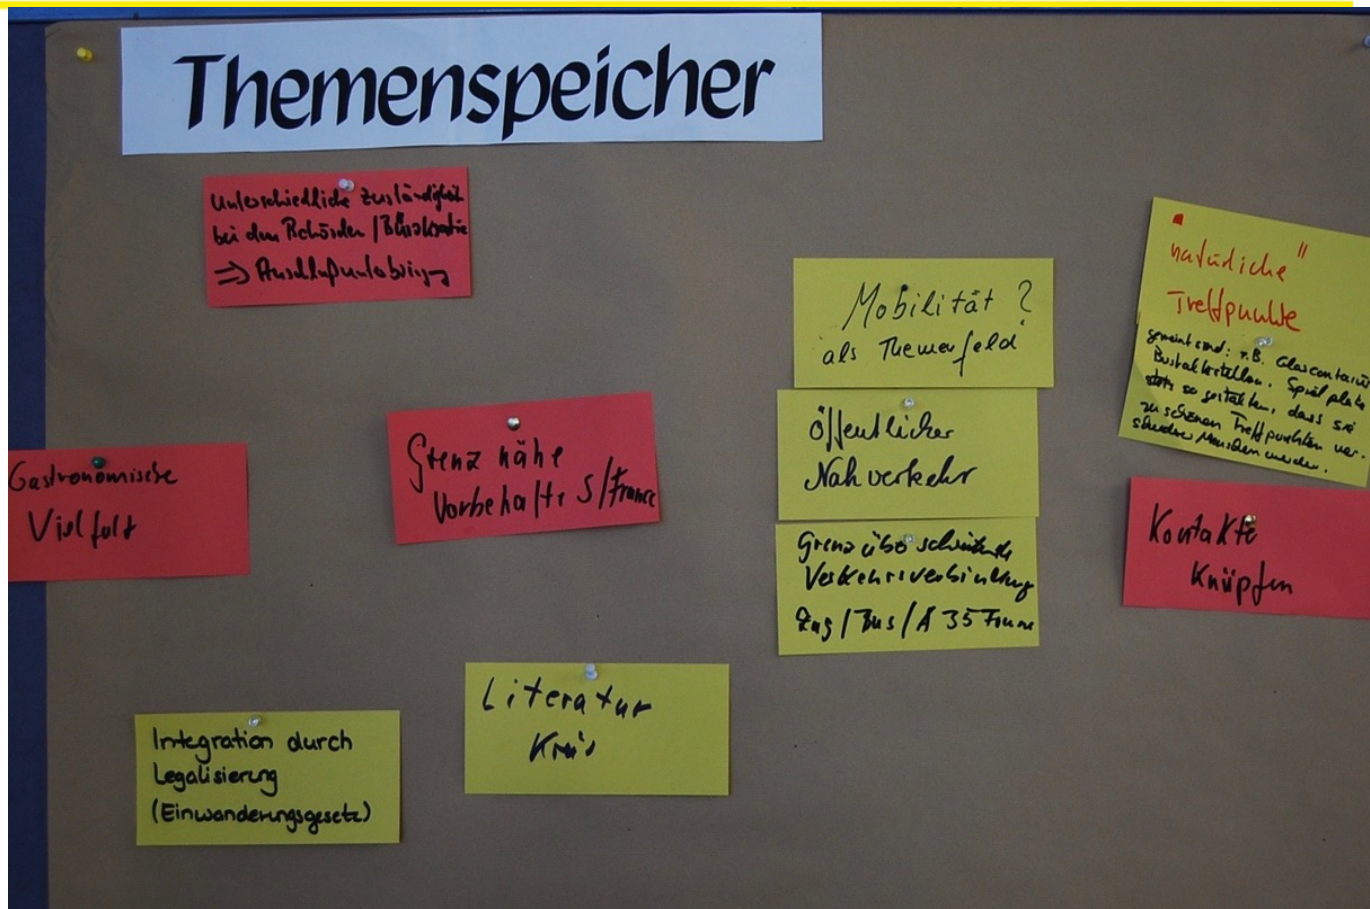 Themenspeicher
Unterschiedliche Zuständigkeit
bei den Behörden / Bürokratie
=>
Gastronomische
Vielfalt
Grenznähe
Vorbehalte S/France
Mobilität?
als Themenfeld
öffentlicher
Nahverkehr
Grenzüberschreitende
Verkehrsverbindung
Zug / Bus / A 35
"natürliche"
Treffpunkte
gemeint sind: z.B. Glascontainer
Bushaltestellen, Spielplatz
so gestalten, dass sie
zu schönen Treffpunkten ver-
Menschen werden.
Kontakte
Knüpfen
Literatur
Kreis
Integration durch
Legalisierung
(Einwanderungsgesetz)